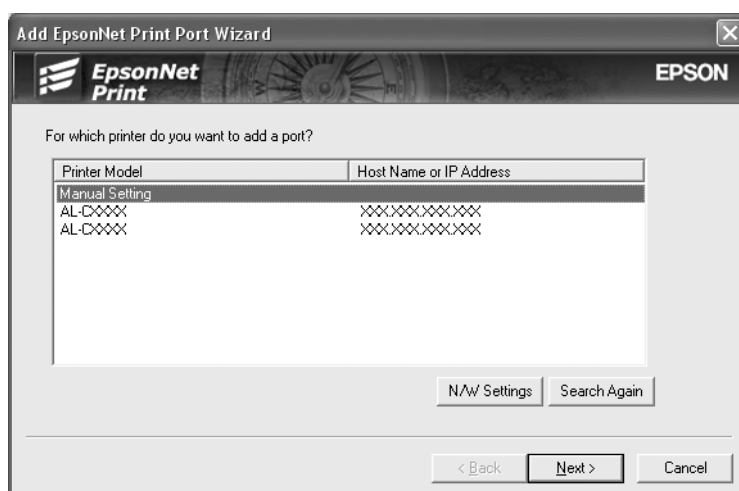 Add EpsonNet Print Port Wizard
EpsonNet
Print
EPSON
For which printer do you want to add a port?
Printer Model Host Name or IP Address
Manual Setting
AL-CXXXX XXX.XXX.XXX.XXX
AL-CXXXX XXX.XXX.XXX.XXX
N/W Settings Search Again
< Back Next > Cancel